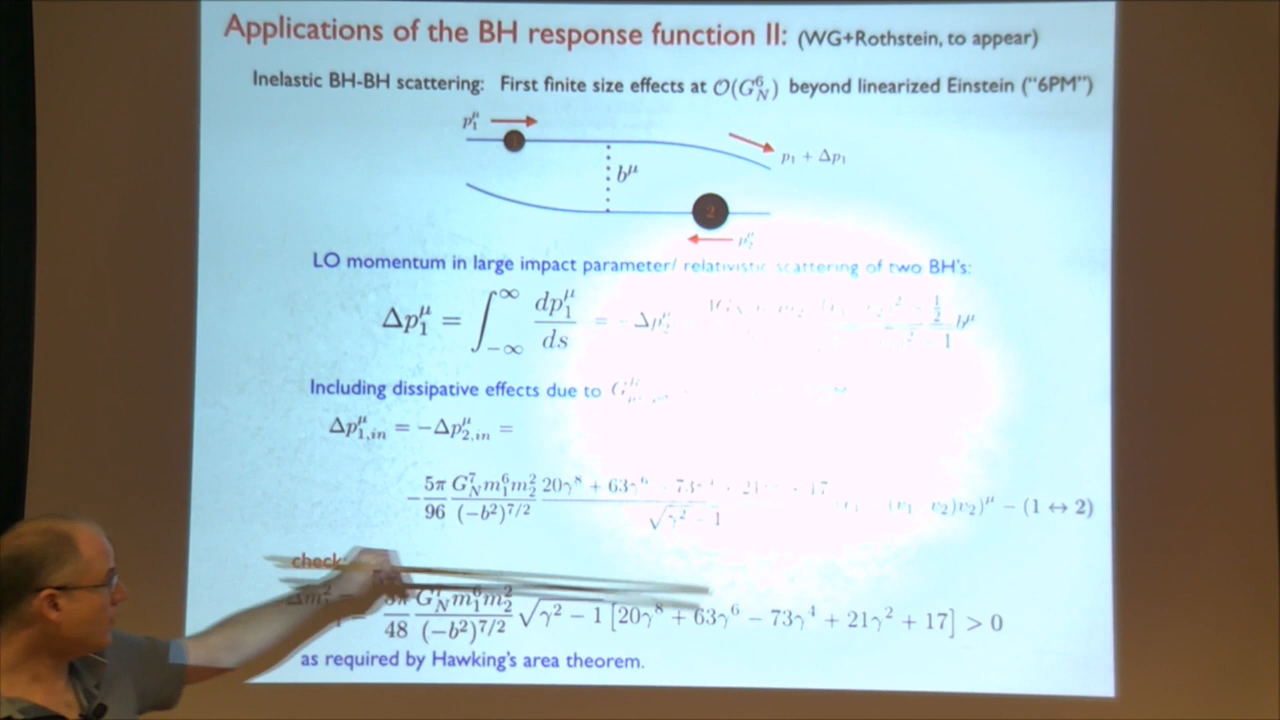 Applications of the BH response function II: (WG+Rothstein, to appear)
Inelastic BH-BH scattering: First finite size effects at O(G_N^6) beyond linearized Einstein ("6PM")
p_1^μ
1
p_1 + Δp_1
b^μ
2
LO momentum in large impact parameter/ relativistic scattering of two BH's:
Δp_1^μ = ∫_{-∞}^{∞} dp_1^μ/ds = -Δp_2^μ
Including dissipative effects due to
Δp_{1,in}^μ = -Δp_{2,in}^μ =
- 5π/96 G_N^7 m_1^6 m_2^2/(-b^2)^{7/2} 20γ^8 + 63γ^6 - 73γ^4 + 21γ^2 + 17/√γ^2 - 1 v_2)^μ - (1 ↔ 2)
check:
Δm_1^2 = 5π/48 G_N^7 m_1^6 m_2^2/(-b^2)^{7/2} √γ^2 - 1 [20γ^8 + 63γ^6 - 73γ^4 + 21γ^2 + 17] > 0
as required by Hawking's area theorem.